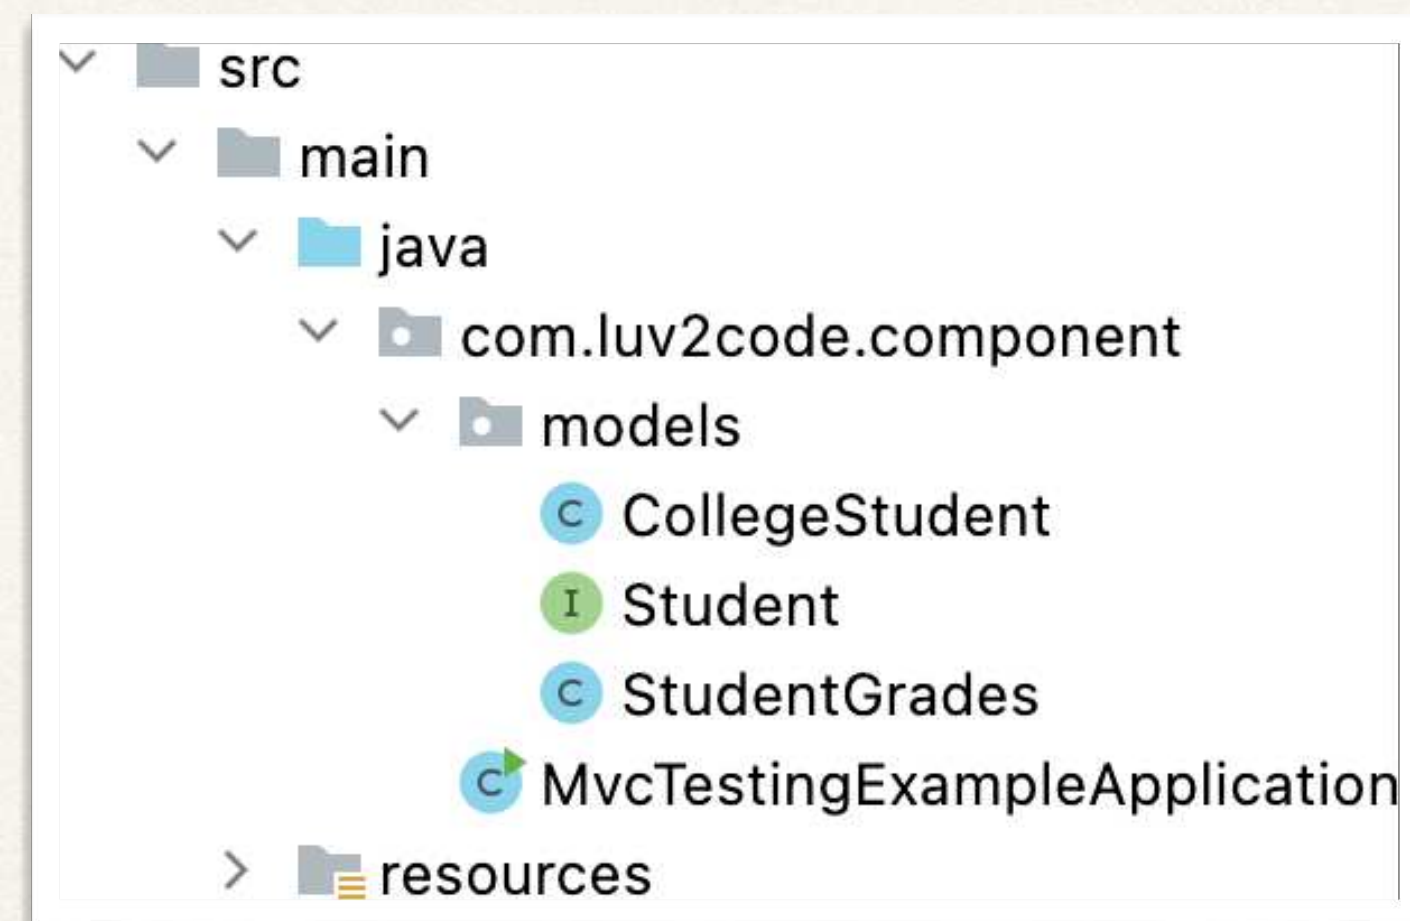 src
main
java
com.luv2code.component
models
C CollegeStudent
I Student
C StudentGrades
C MvcTestingExampleApplication
resources